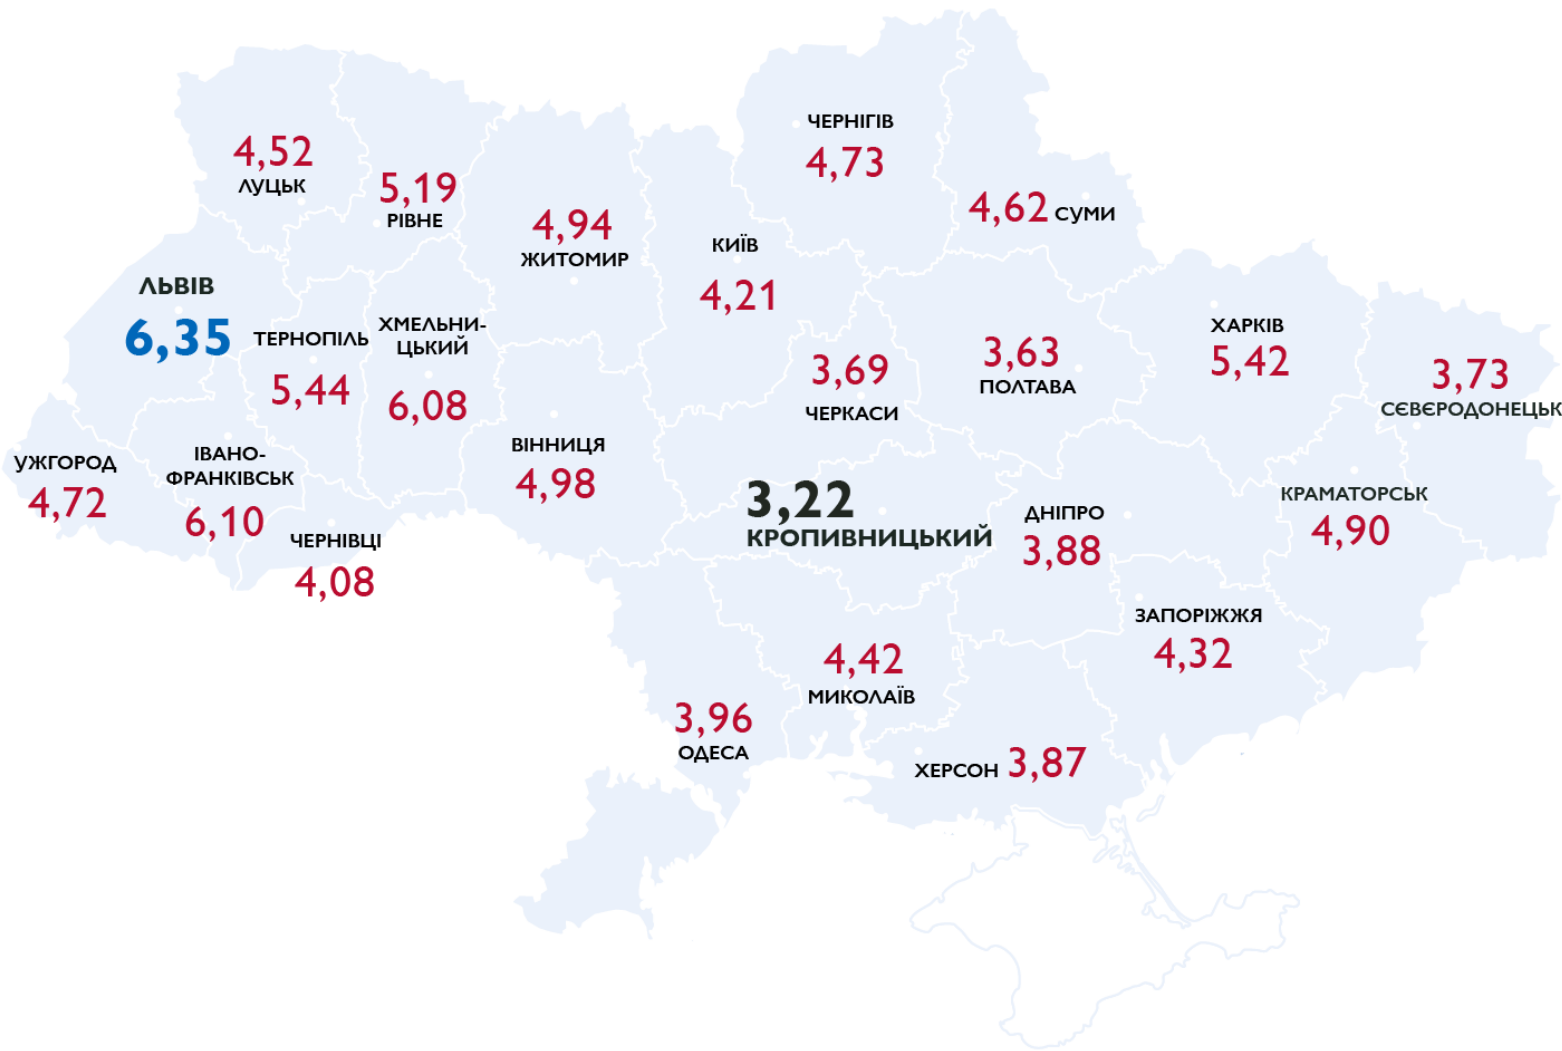 ЧЕРНІГІВ
4,73
4,52
ЛУЦЬК
5,19
РІВНЕ
4,62 СУМИ
4,94
ЖИТОМИР
КИЇВ
4,21
ЛЬВІВ
6,35
ТЕРНОПІЛЬ
5,44
ХМЕЛЬНИ-
ЦЬКИЙ
6,08
3,69
ЧЕРКАСИ
3,63
ПОЛТАВА
ХАРКІВ
5,42
3,73
СЄВЄРОДОНЕЦЬК
УЖГОРОД
4,72
ІВАНО-
ФРАНКІВСЬК
6,10
ВІННИЦЯ
4,98
3,22
КРОПИВНИЦЬКИЙ
ДНІПРО
3,88
КРАМАТОРСЬК
4,90
ЧЕРНІВЦІ
4,08
ЗАПОРІЖЖЯ
4,32
4,42
МИКОЛАЇВ
3,96
ОДЕСА
ХЕРСОН 3,87